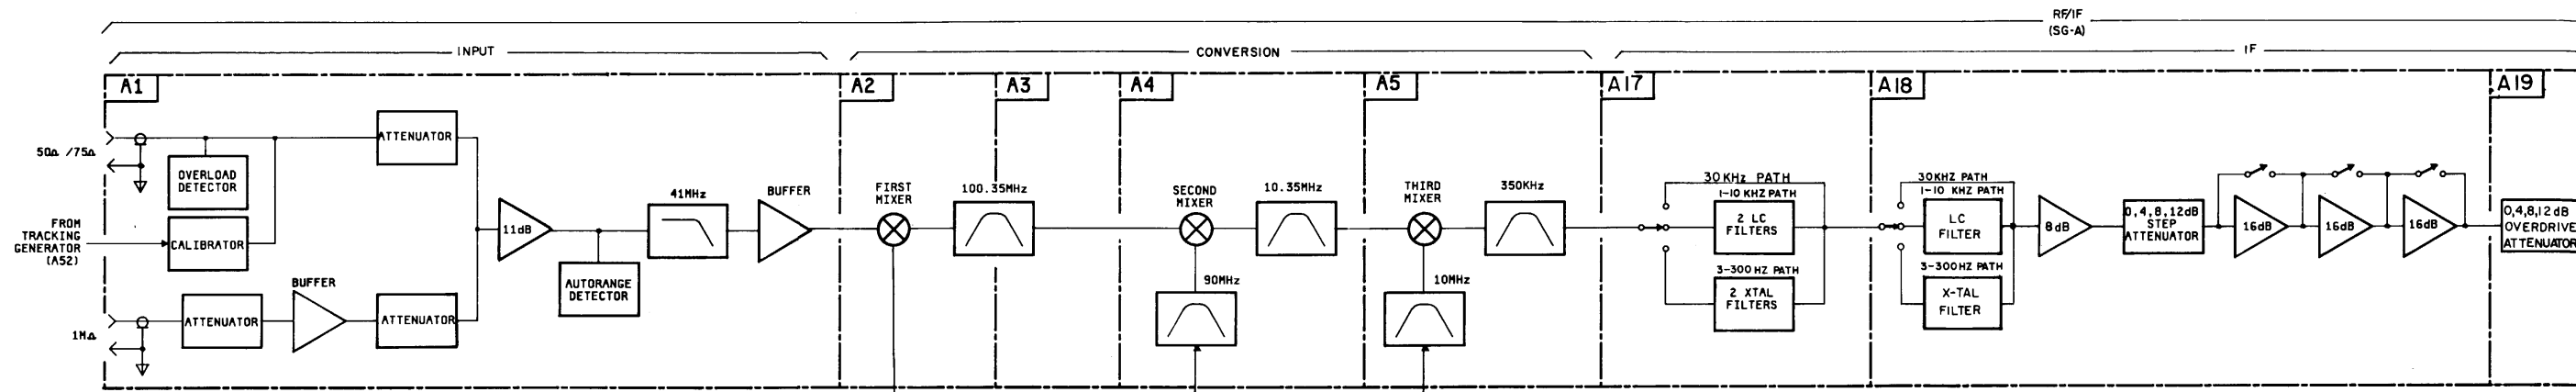 RF/IF
(SG-A)
INPUT
CONVERSION
IF
A1
A2
A3
A4
A5
A17
A18
A19
50Ω /75Ω
OVERLOAD
DETECTOR
ATTENUATOR
FROM
TRACKING
GENERATOR
(A52)
CALIBRATOR
11dB
AUTORANGE
DETECTOR
41MHz
BUFFER
1MΩ
ATTENUATOR
BUFFER
ATTENUATOR
FIRST
MIXER
100.35MHz
SECOND
MIXER
10.35MHz
90MHz
THIRD
MIXER
350KHz
10MHz
30KHz PATH
1-10 KHZ PATH
2 LC
FILTERS
3-300 HZ PATH
2 XTAL
FILTERS
30KHZ PATH
1-10 KHZ PATH
LC
FILTER
3-300HZ PATH
X-TAL
FILTER
8dB
0,4,8,12dB
STEP
ATTENUATOR
16dB
16dB
16dB
0,4,8,12dB
OVERDRIVE
ATTENUATOR